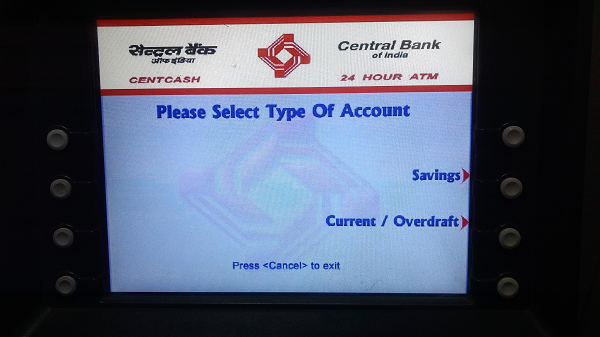 सेन्ट्रल बैंक
ऑफ इंडिया
CENTCASH
Central Bank
of India
24 HOUR ATM
Please Select Type Of Account
Savings
Current / Overdraft
Press <Cancel> to exit